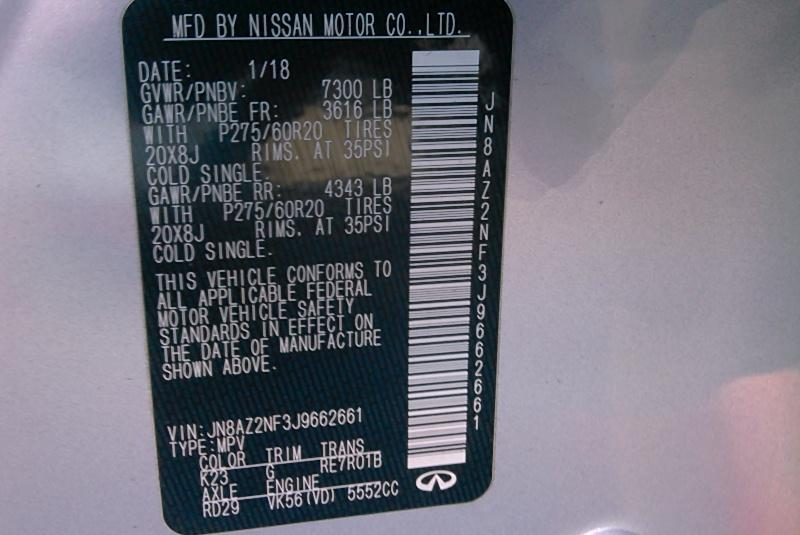 MFD BY NISSAN MOTOR CO.,LTD.
DATE: 1/18
GVWR/PNBV: 7300 LB
GAWR/PNBE FR: 3616 LB
WITH P275/60R20 TIRES
20X8J RIMS. AT 35PSI
COLD SINGLE.
GAWR/PNBE RR: 4343 LB
WITH P275/60R20 TIRES
20X8J RIMS. AT 35PSI
COLD SINGLE.
THIS VEHICLE CONFORMS TO
ALL APPLICABLE FEDERAL
MOTOR VEHICLE SAFETY
STANDARDS IN EFFECT ON
THE DATE OF MANUFACTURE
SHOWN ABOVE.
VIN:JN8AZ2NF3J9662661
TYPE:MPV
COLOR TRIM TRANS
K23 G RE7R01B
AXLE ENGINE
RD29 VK56(VD) 5552CC
JN8AZ2NF3J9662661